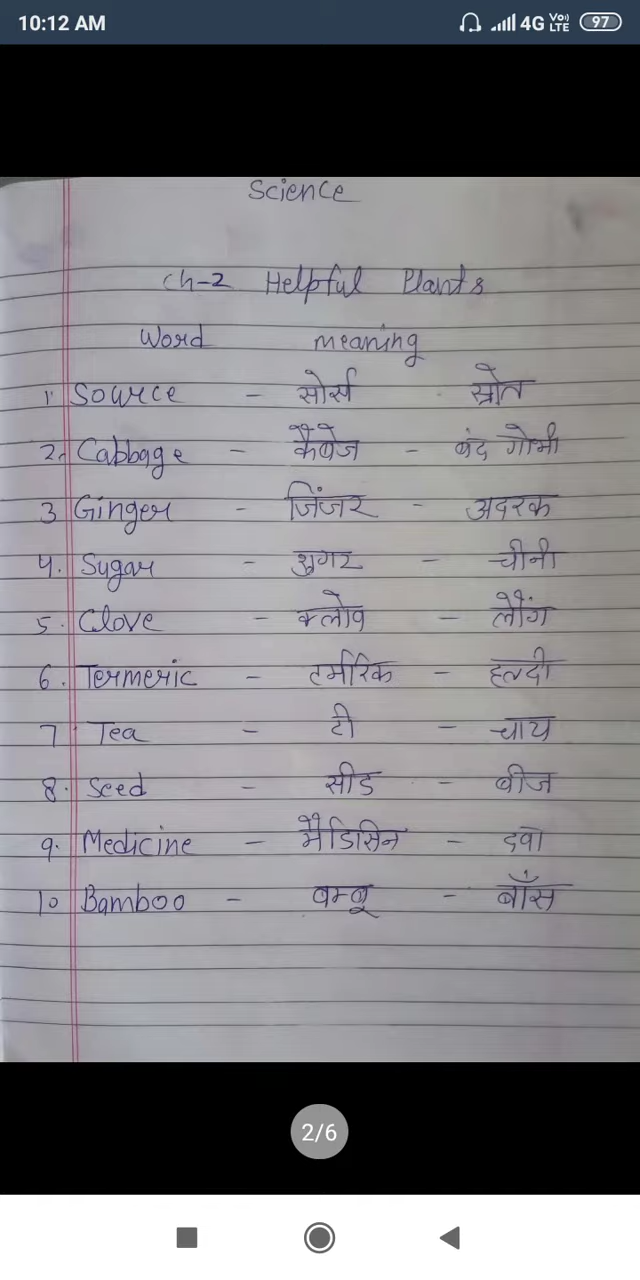 10:12 AM 4G Vo) LTE 97
Science
Ch-2 Helpful Plants
Word meaning
1. Source - सोर्स - स्रोत
2. Cabbage - कैबेज - बंद गोभी
3 Ginger - जिंजर - अदरक
4. Sugar - शुगर - चीनी
5. Clove - क्लोव - लौंग
6. Termeric - टर्मरिक - हल्दी
7 Tea - टी - चाय
8. Seed - सीड - बीज
9. Medicine - मैडिसिन - दवा
10 Bamboo - बम्बू - बाँस
2/6